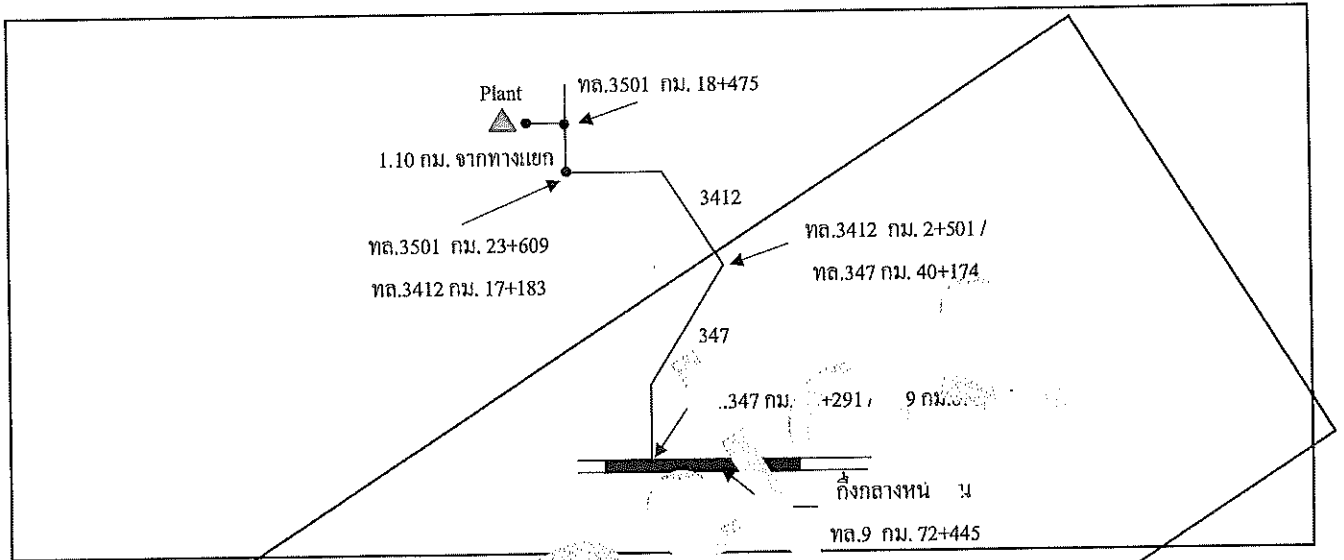 ทล.3501 กม. 18+475
Plant
1.10 กม. จากทางแยก
3412
ทล.3501 กม. 23+609
ทล.3412 กม. 17+183
ทล.3412 กม. 2+501 /
ทล.347 กม. 40+174
347
347 กม. +291 / 9 กม.
กึ่งกลางหน่
ทล.9 กม. 72+445